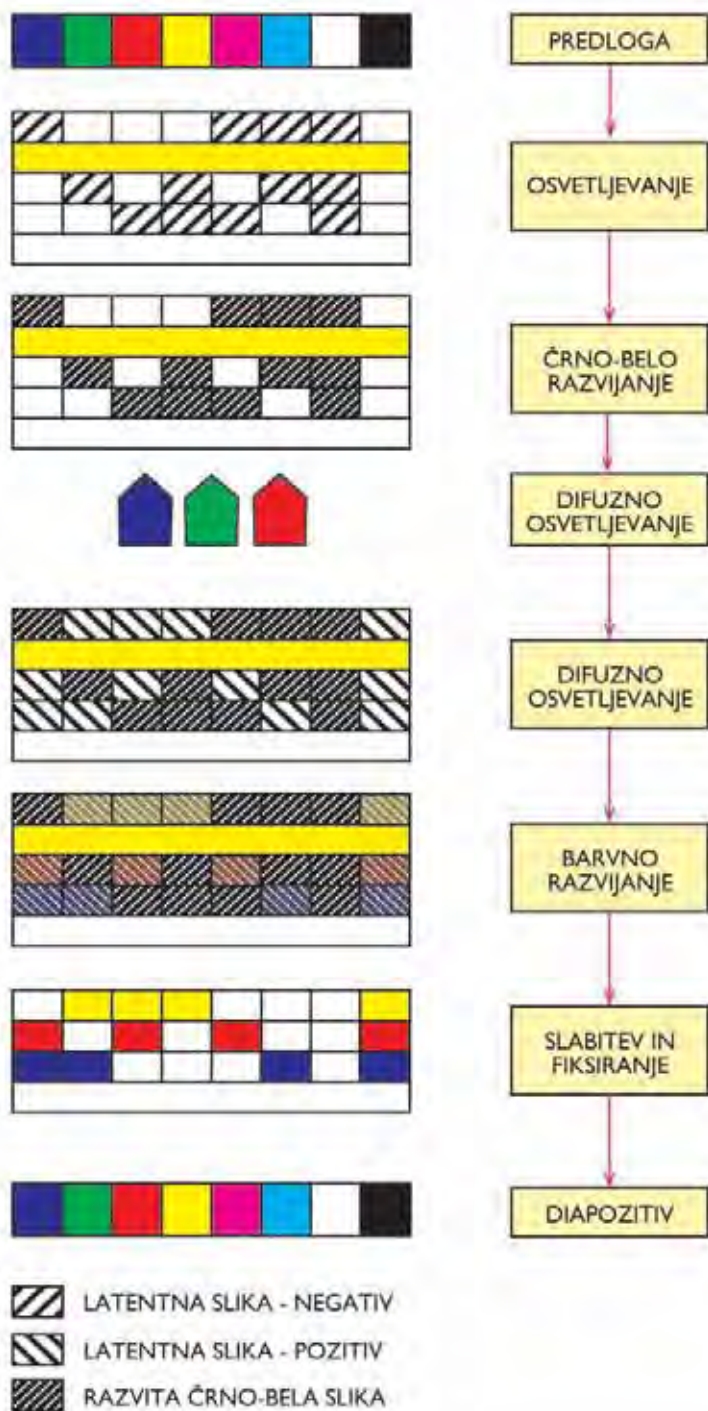 PREDLOGA
OSVETLJEVANJE
ČRNO-BELO
RAZVIJANJE
DIFUZNO
OSVETLJEVANJE
DIFUZNO
OSVETLJEVANJE
BARVNO
RAZVIJANJE
SLABITEV IN
FIKSIRANJE
DIAPOZITIV
LATENTNA SLIKA - NEGATIV
LATENTNA SLIKA - POZITIV
RAZVITA ČRNO-BELA SLIKA